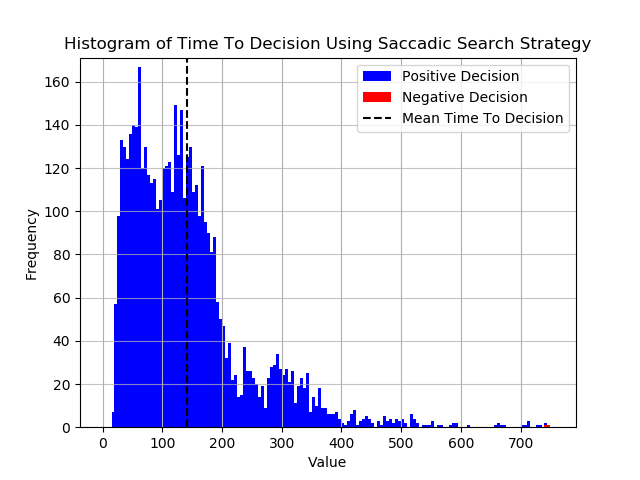 Histogram of Time To Decision Using Saccadic Search Strategy
Positive Decision
Negative Decision
Mean Time To Decision
160
140
120
100
80
60
40
20
0
Frequency
0 100 200 300 400 500 600 700
Value